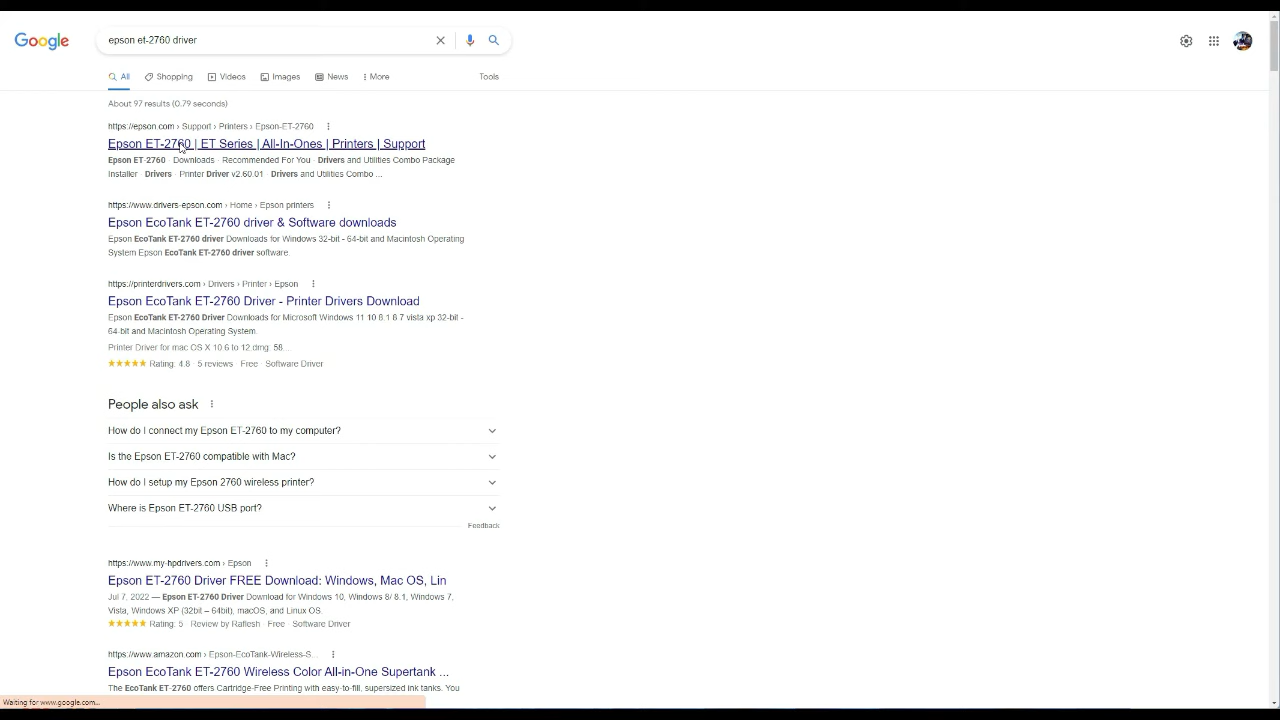 Google
epson et-2760 driver
All Shopping Videos Images News More Tools
About 97 results (0.79 seconds)
https://epson.com › Support › Printers › Epson-ET-2760
Epson ET-2760 | ET Series | All-In-Ones | Printers | Support
Epson ET-2760 · Downloads · Recommended For You · Drivers and Utilities Combo Package
Installer · Drivers · Printer Driver v2.60.01 · Drivers and Utilities Combo ...
https://www.drivers-epson.com › Home › Epson printers
Epson EcoTank ET-2760 driver & Software downloads
Epson EcoTank ET-2760 driver Downloads for Windows 32-bit - 64-bit and Macintosh Operating
System Epson EcoTank ET-2760 driver software.
https://printerdrivers.com › Drivers › Printer › Epson
Epson EcoTank ET-2760 Driver - Printer Drivers Download
Epson EcoTank ET-2760 Driver Downloads for Microsoft Windows 11 10 8.1 8 7 vista xp 32-bit -
64-bit and Macintosh Operating System.
Printer Driver for mac OS X 10.6 to 12.dmg: 58...
Rating: 4.8 · 5 reviews · Free · Software Driver
People also ask
How do I connect my Epson ET-2760 to my computer?
Is the Epson ET-2760 compatible with Mac?
How do I setup my Epson 2760 wireless printer?
Where is Epson ET-2760 USB port?
Feedback
https://www.my-hpdrivers.com › Epson
Epson ET-2760 Driver FREE Download: Windows, Mac OS, Lin
Jul 7, 2022 — Epson ET-2760 Driver Download for Windows 10, Windows 8/ 8.1, Windows 7,
Vista, Windows XP (32bit – 64bit), macOS, and Linux OS.
Rating: 5 · Review by Raffesh · Free · Software Driver
https://www.amazon.com › Epson-EcoTank-Wireless-S...
Epson EcoTank ET-2760 Wireless Color All-in-One Supertank ...
The EcoTank ET-2760 offers Cartridge-Free Printing with easy-to-fill, supersized ink tanks. You
Waiting for www.google.com...